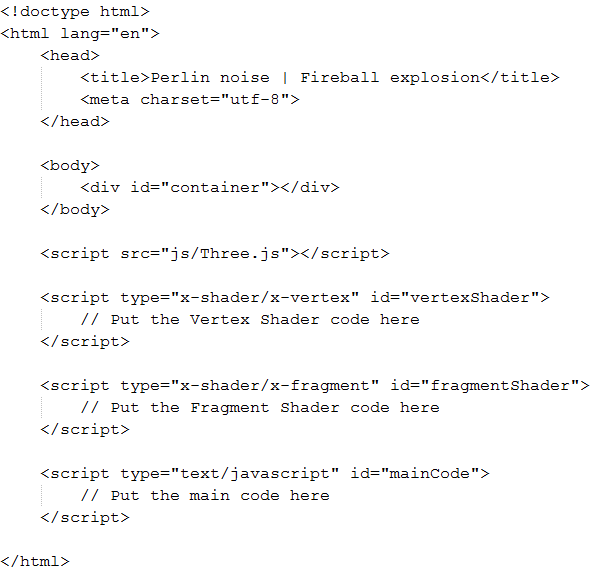 <!doctype html>
<html lang="en">
    <head>
        <title>Perlin noise | Fireball explosion</title>
        <meta charset="utf-8">
    </head>

    <body>
        <div id="container"></div>
    </body>

    <script src="js/Three.js"></script>

    <script type="x-shader/x-vertex" id="vertexShader">
        // Put the Vertex Shader code here
    </script>

    <script type="x-shader/x-fragment" id="fragmentShader">
        // Put the Fragment Shader code here
    </script>

    <script type="text/javascript" id="mainCode">
        // Put the main code here
    </script>

</html>